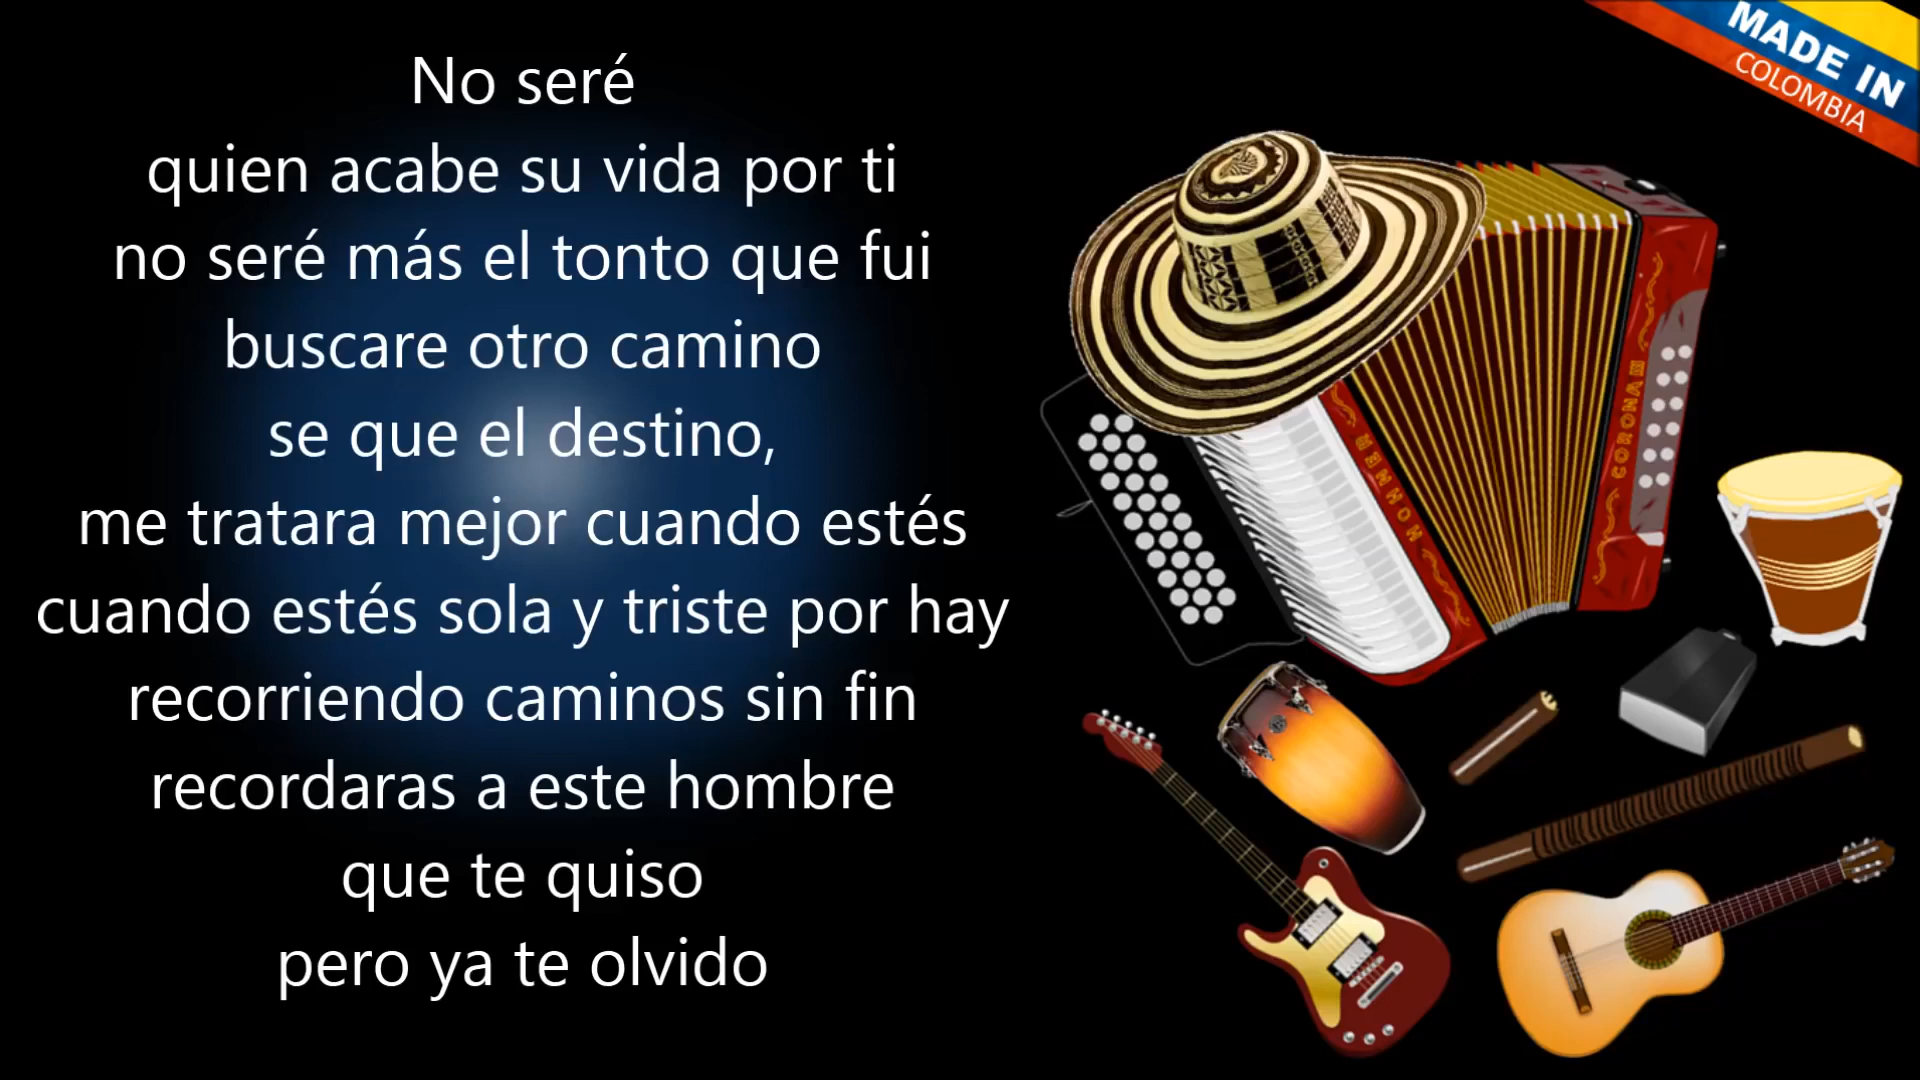 No seré
quien acabe su vida por ti
no seré más el tonto que fui
buscare otro camino
se que el destino,
me tratara mejor cuando estés
cuando estés sola y triste por hay
recorriendo caminos sin fin
recordaras a este hombre
que te quiso
pero ya te olvido
MADE IN
COLOMBIA
HOHNER
CORONA III